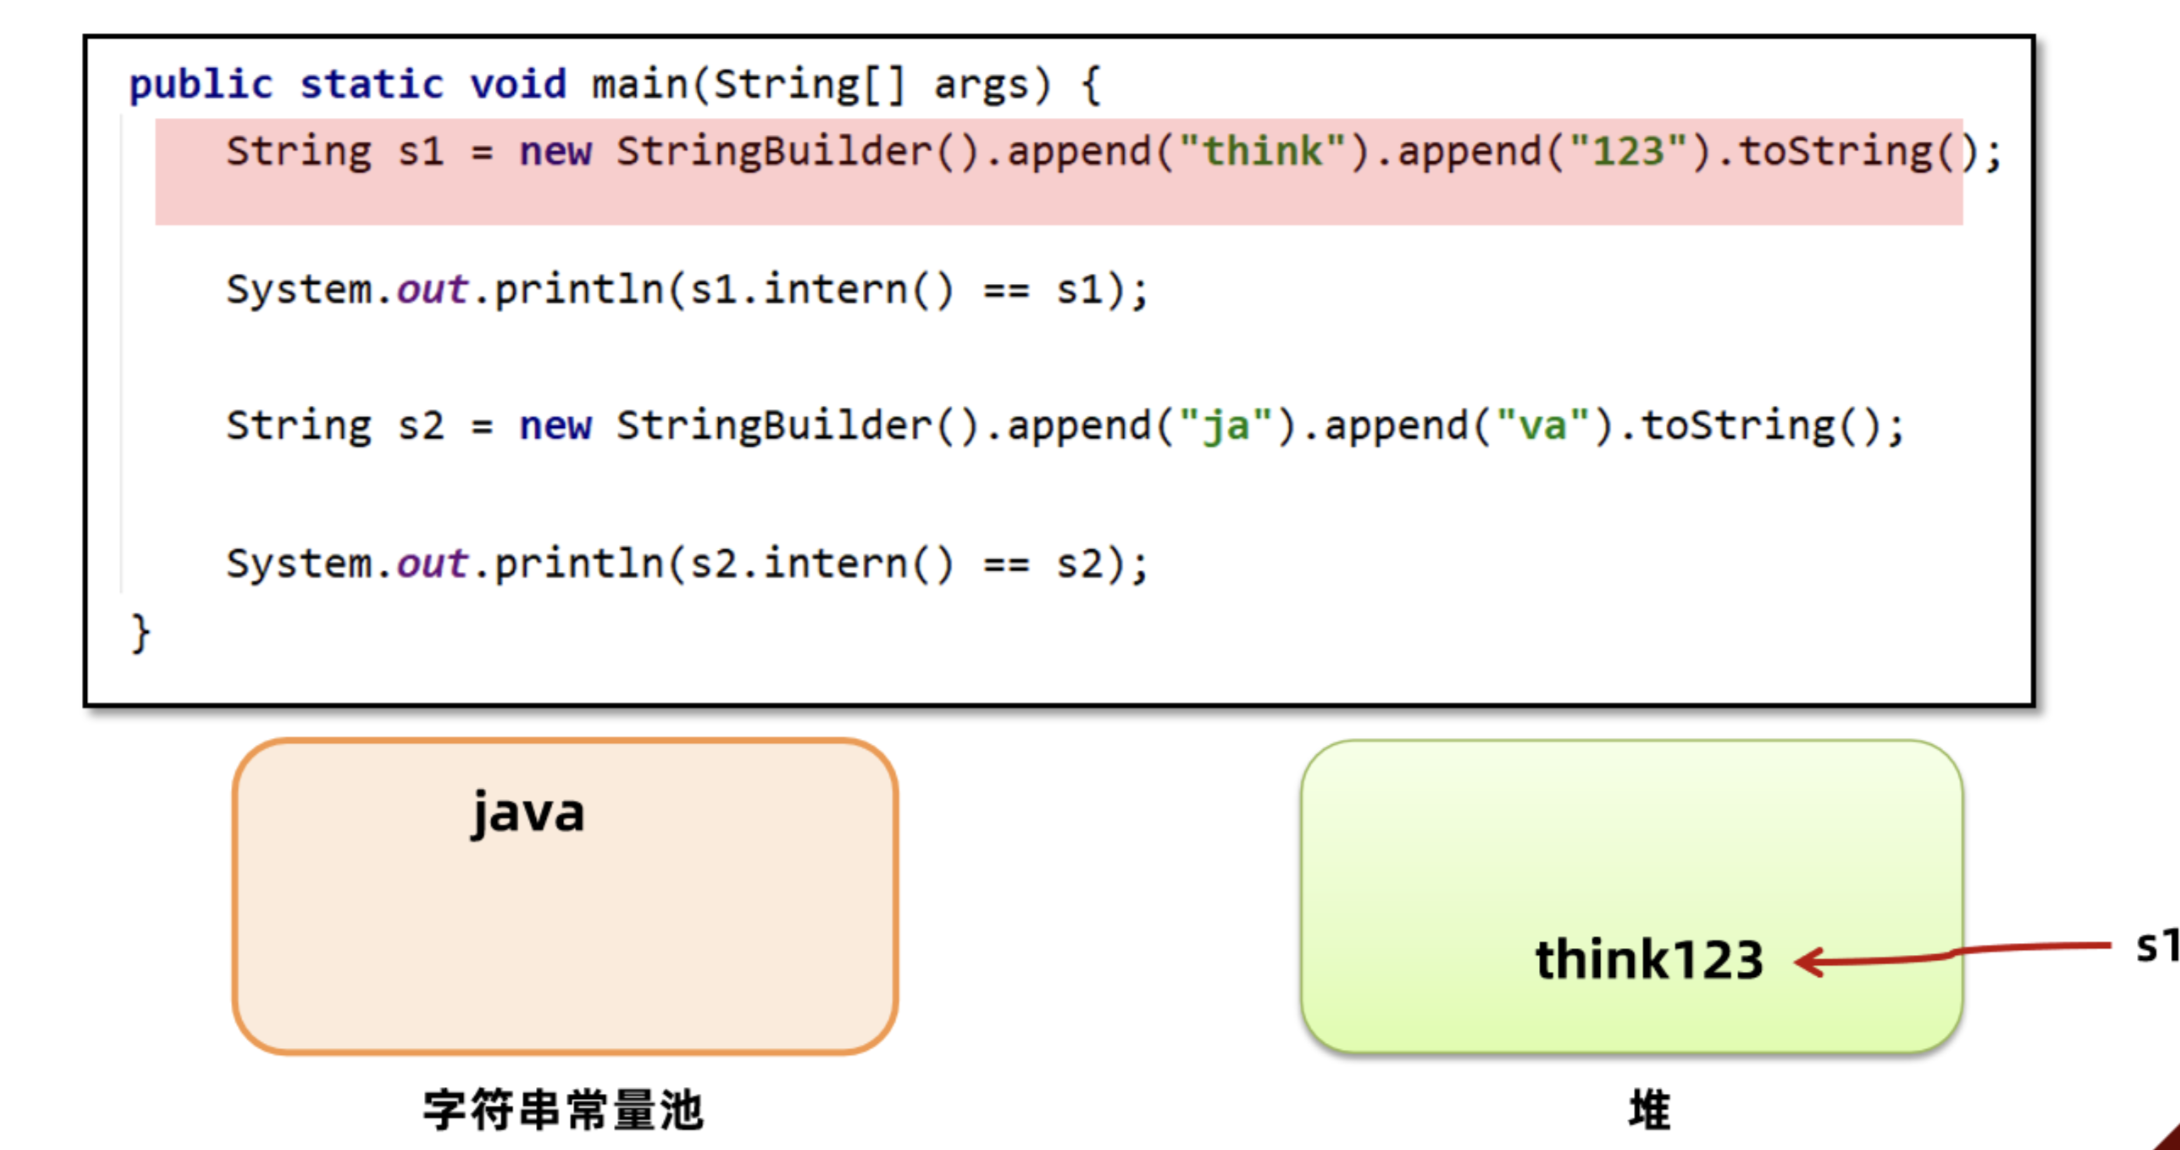 public static void main(String[] args) {
String s1 = new StringBuilder().append("think").append("123").toString();
System.out.println(s1.intern() == s1);
String s2 = new StringBuilder().append("ja").append("va").toString();
System.out.println(s2.intern() == s2);
}
java
think123
s1
字符串常量池
堆